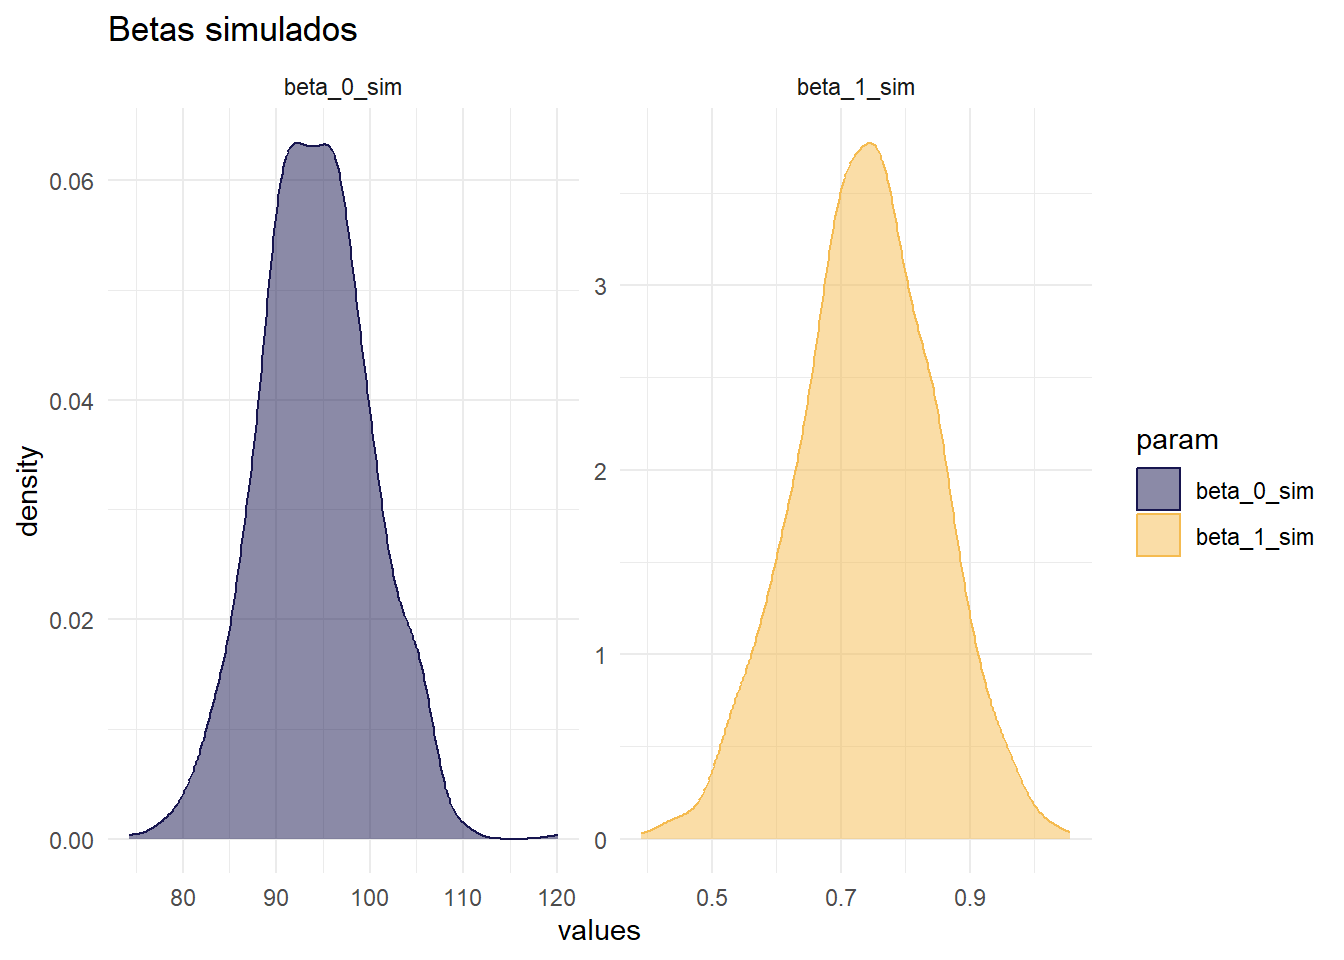 Betas simulados
beta_0_sim
beta_1_sim
density
0.06
0.04
0.02
0.00
80 90 100 110 120
3
2
1
0
0.5 0.7 0.9
values
param
beta_0_sim
beta_1_sim